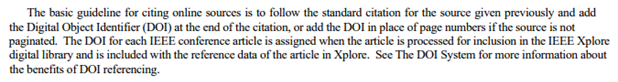 The basic guideline for citing online sources is to follow the standard citation for the source given previously and add
the Digital Object Identifier (DOI) at the end of the citation, or add the DOI in place of page numbers if the source is not
paginated.  The DOI for each IEEE conference article is assigned when the article is processed for inclusion in the IEEE Xplore
digital library and is included with the reference data of the article in Xplore.  See The DOI System for more information about
the benefits of DOI referencing.